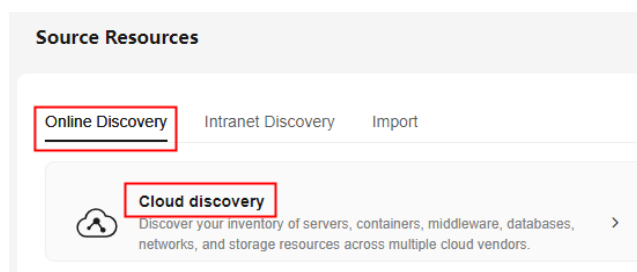 Source Resources
Online Discovery Intranet Discovery Import
Cloud discovery
Discover your inventory of servers, containers, middleware, databases,
networks, and storage resources across multiple cloud vendors.